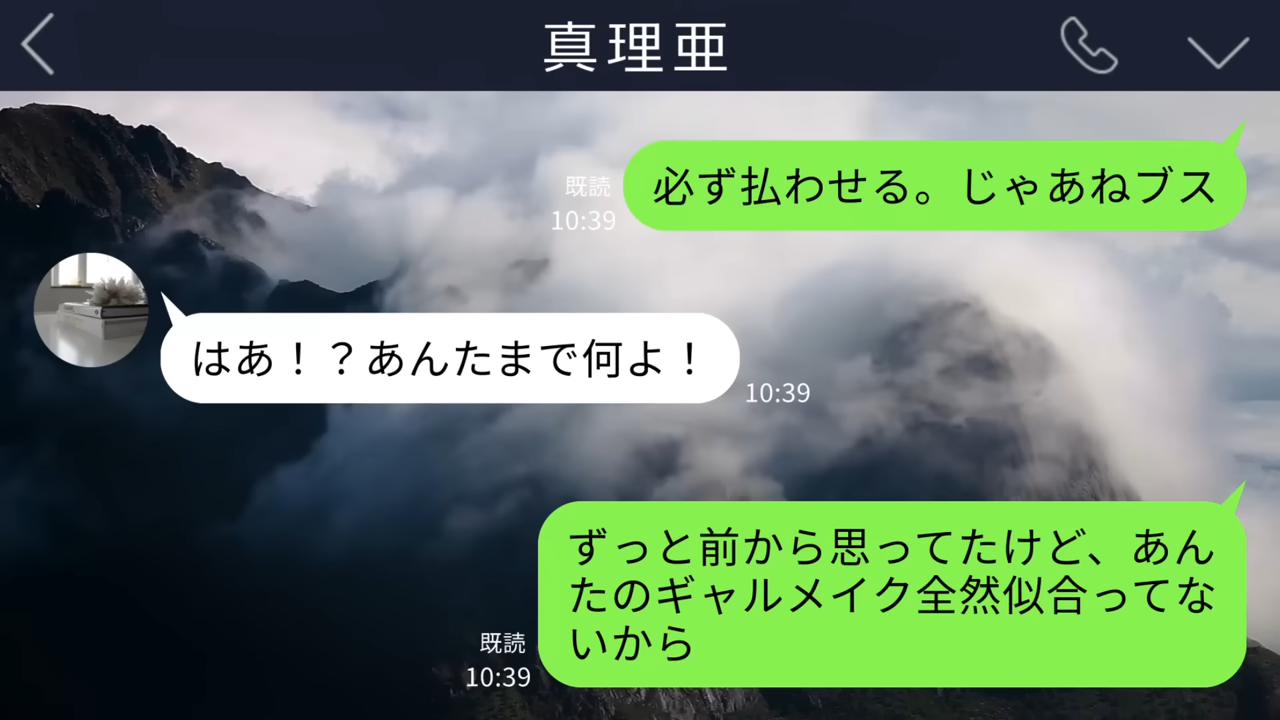 真理亜
必ず払わせる。じゃあねブス
既読
10:39
はあ！？あんたまで何よ！
10:39
ずっと前から思ってたけど、あん
たのギャルメイク全然似合ってな
いから
既読
10:39